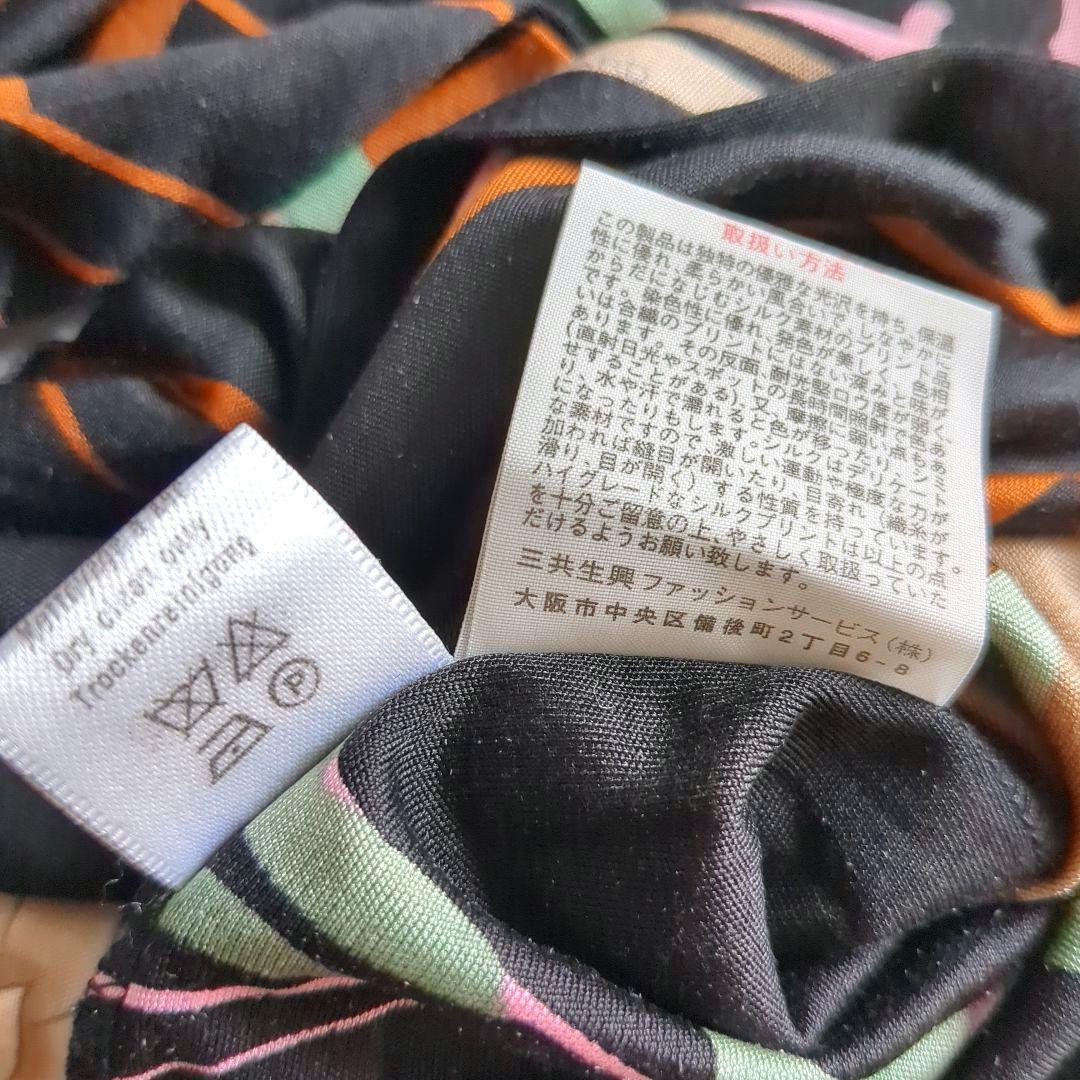 取扱い方法
この製品は独特の優雅な光沢を持ち、保温
性に優れ、柔らかい風合いで、しなやかに
からだになじむシルク素材のプリント品
です。染色性に優れ、発色が美しく、
合繊のプリントにはない深み
あります。その反面、耐光堅ロウ度が弱く、
(直射日光やスポットの長時間照射で色あ
せすることがある)又、摩擦に弱い点もあ
り、水や汗で濡れると色が移ったりシミ
になったりもします。シルクはデリケート
な素材ですので、激しい運動や極度な力が
加われば縫目が開いたり、目寄れ(織糸が
滑り、目が開く)する性質を持っています。
ハイグレードなシルクプリントは以上の点
を十分ご留意の上、やさしく取扱っていた
だけるようお願い致します。
三共生興ファッションサービス(株)
大阪市中央区備後町2丁目6-8
Dry clean only
Trockenreinigung
P